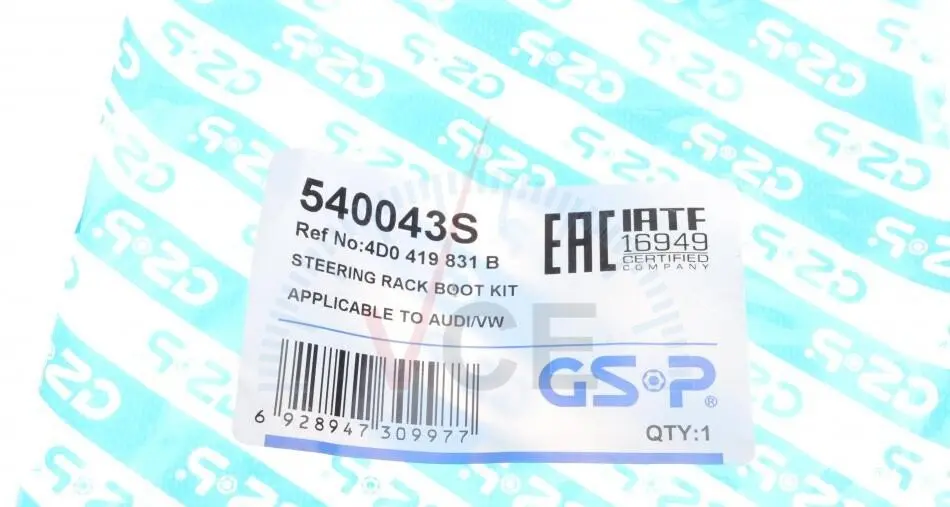 540043S
Ref No:4D0 419 831 B
STEERING RACK BOOT KIT
APPLICABLE TO AUDI/VW
6 928947 309977
EAC
IATF
16949
CERTIFIED
COMPANY
GSP®
QTY:1
VCE